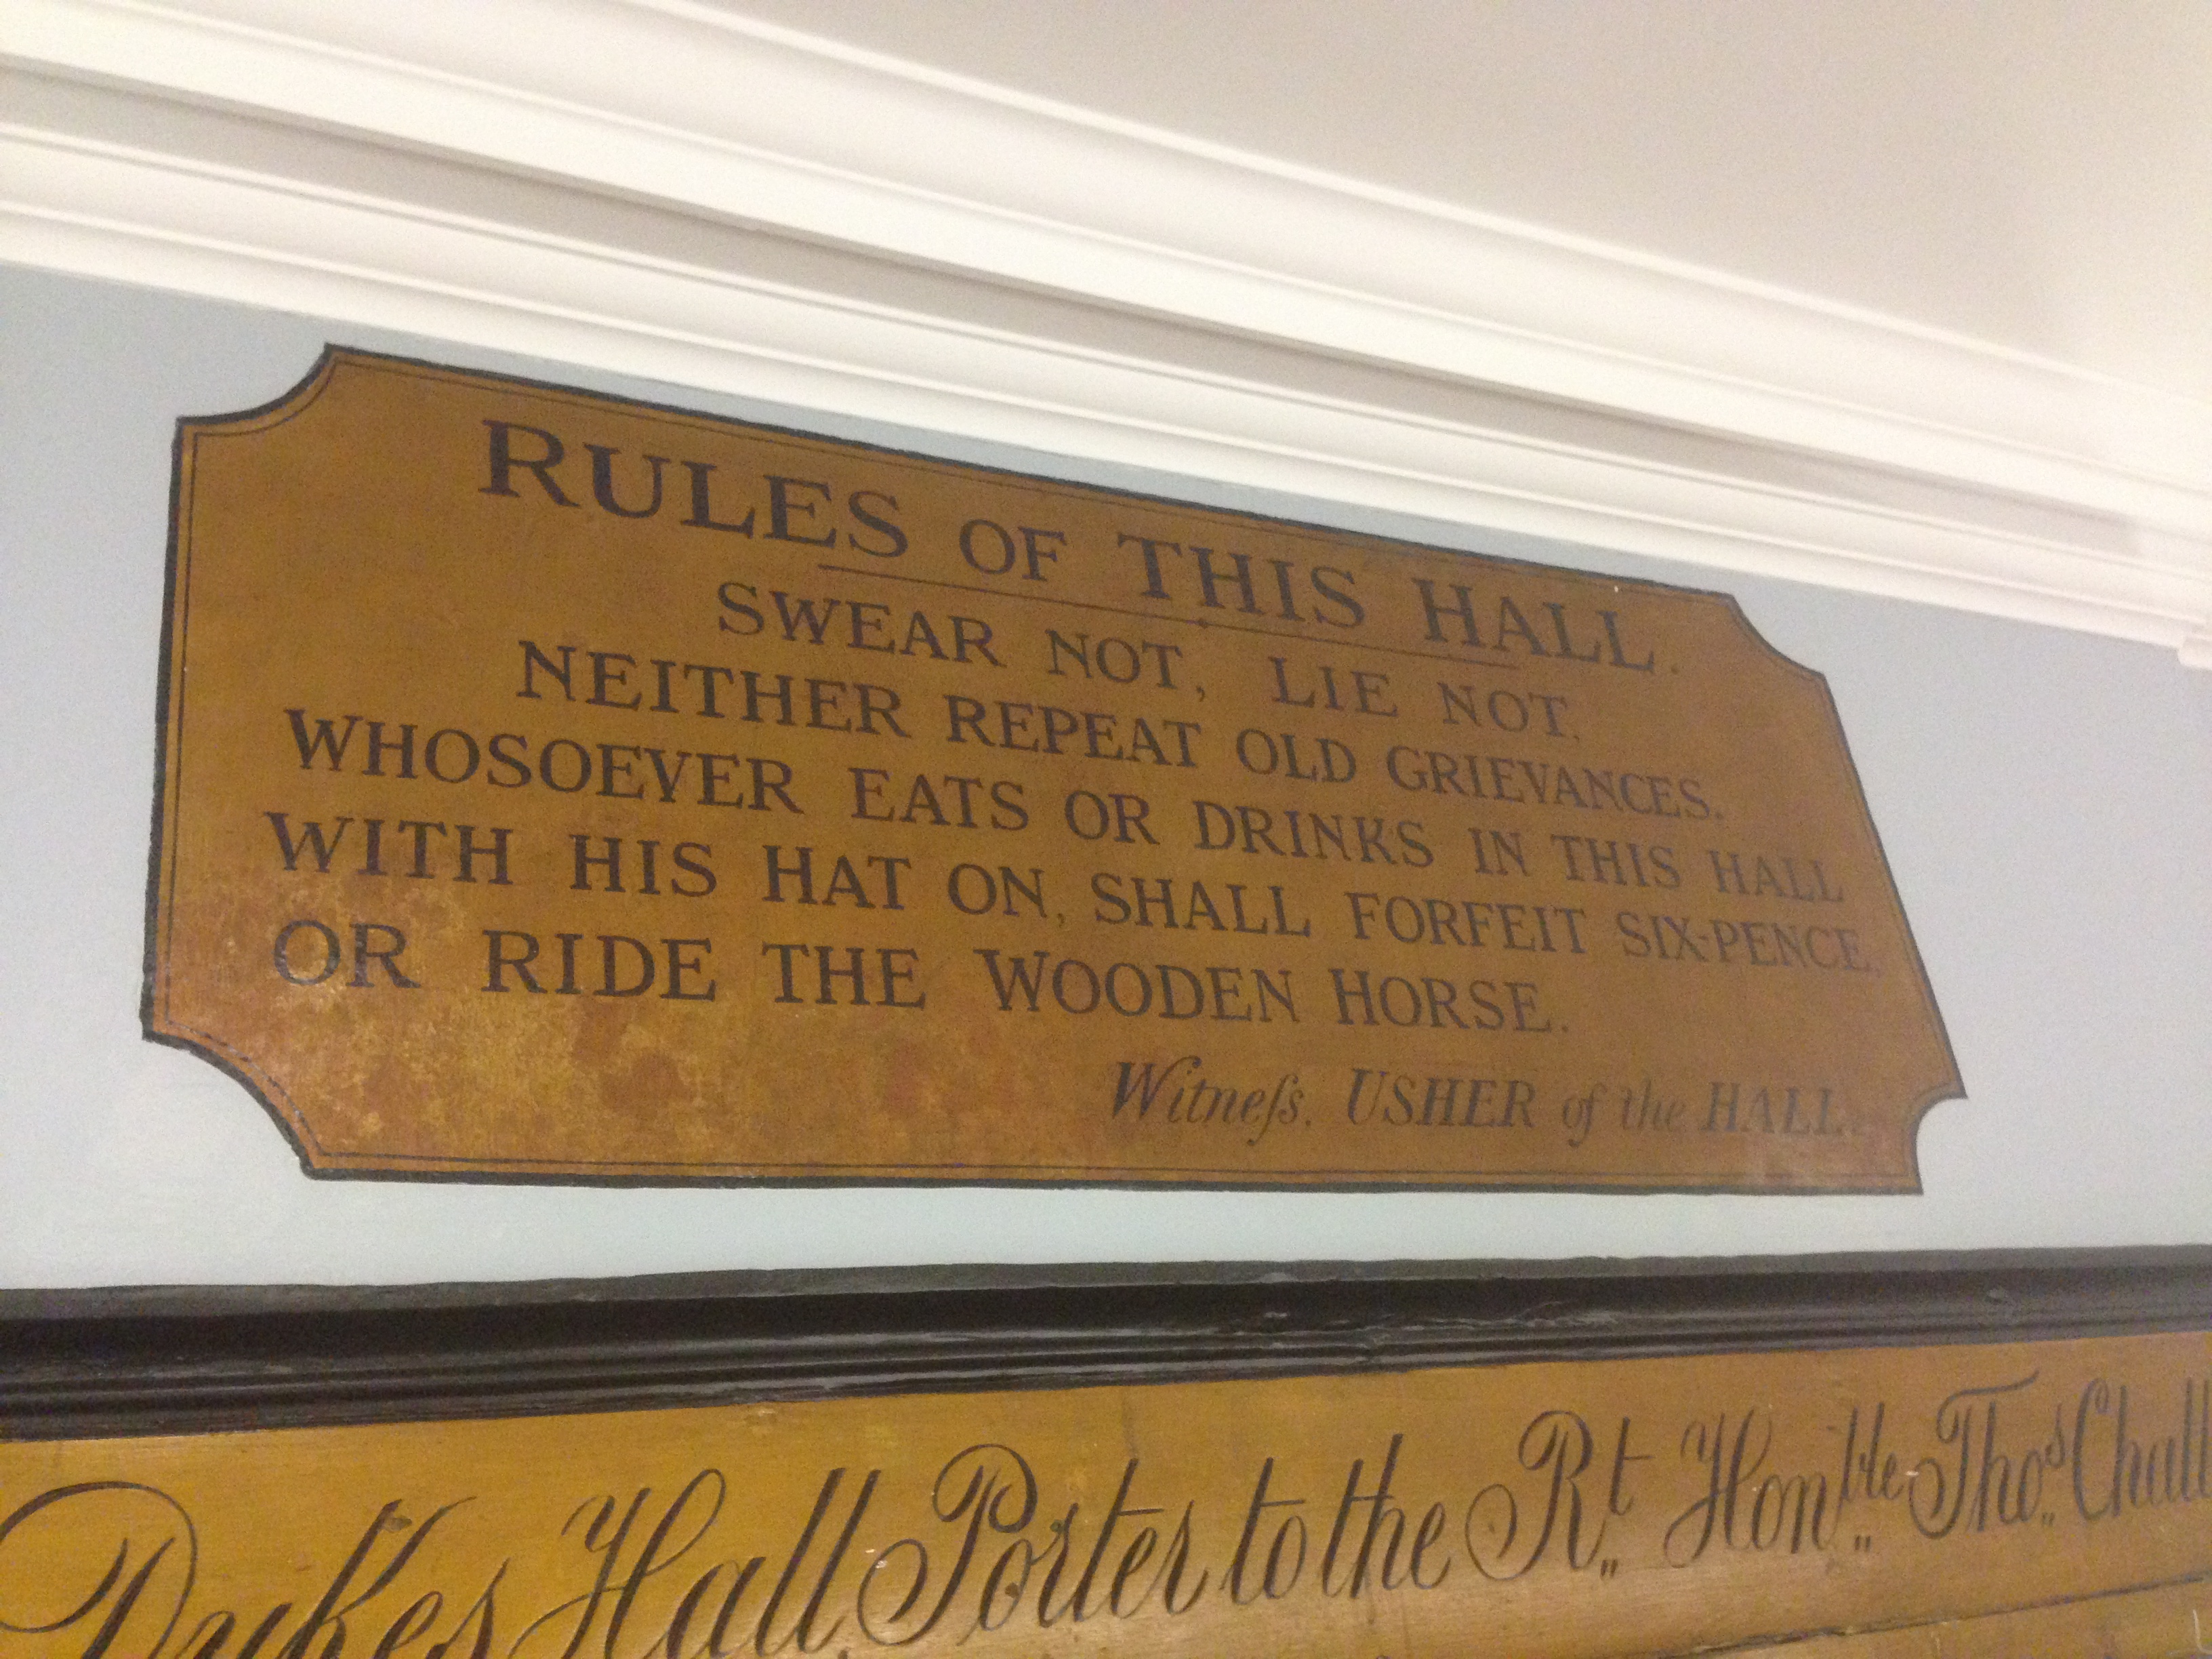 RULES OF THIS HALL.
SWEAR NOT, LIE NOT.
NEITHER REPEAT OLD GRIEVANCES.
WHOSOEVER EATS OR DRINKS IN THIS HALL
WITH HIS HAT ON, SHALL FORFEIT SIX-PENCE,
OR RIDE THE WOODEN HORSE.
Witneſs. USHER of the HALL.
Dykes Hall Porter to the Rt. Honble. Thos. Chall